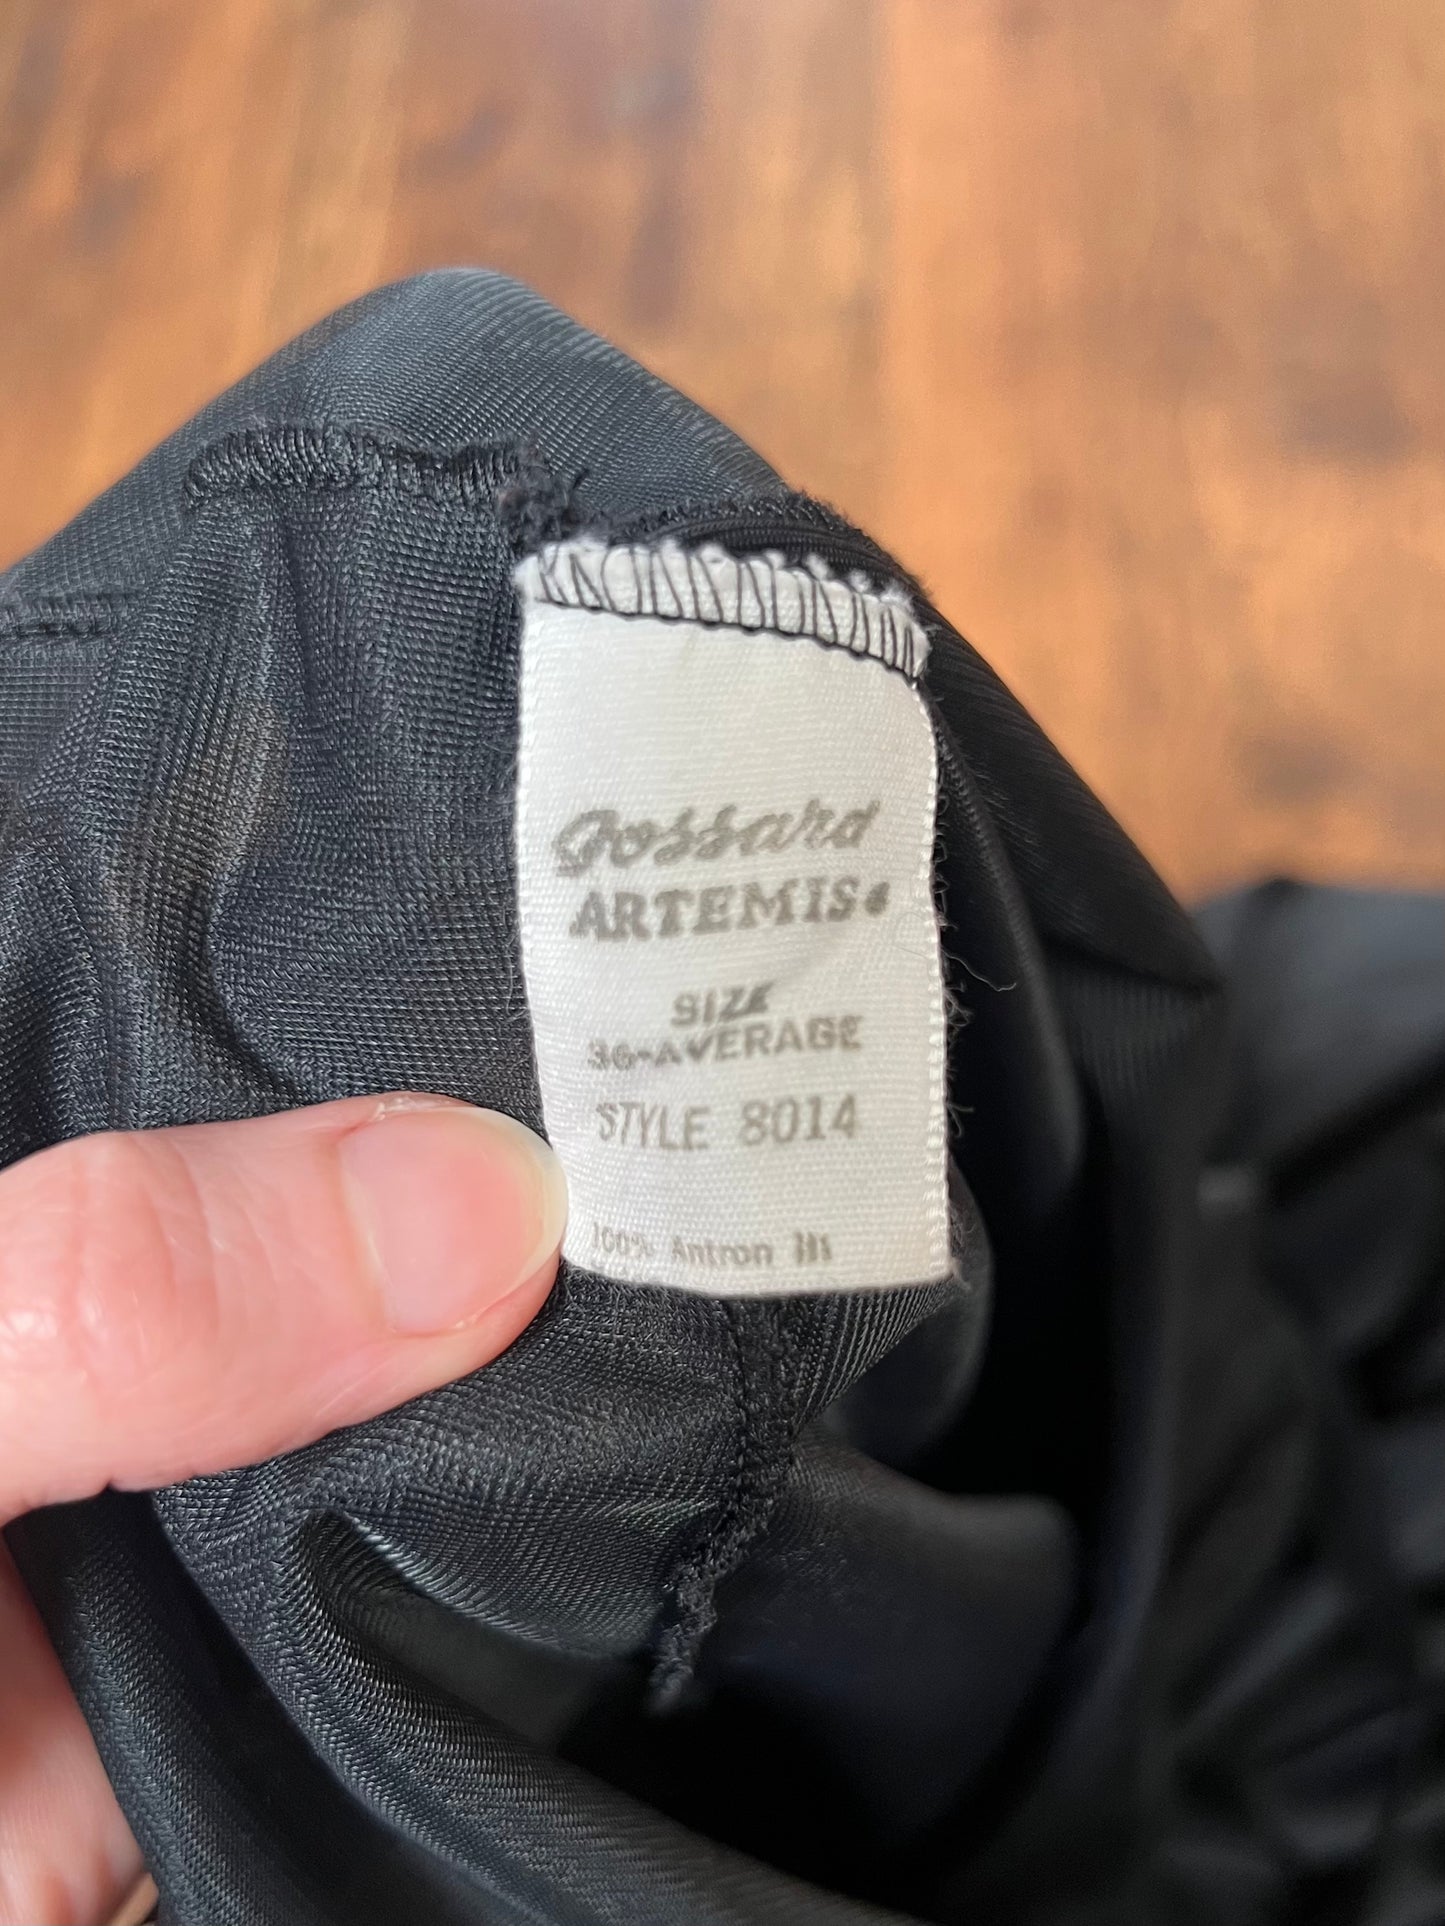 Gossard
ARTEMIS
SIZE
36-AVERAGE
STYLE 8014
100% Antron III